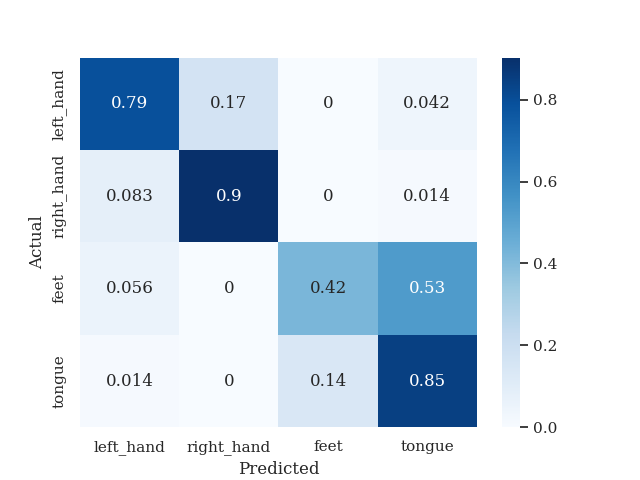 left_hand 0.79 0.17 0 0.042
right_hand 0.083 0.9 0 0.014
feet 0.056 0 0.42 0.53
tongue 0.014 0 0.14 0.85
left_hand right_hand feet tongue
Predicted
Actual
0.8
0.6
0.4
0.2
0.0